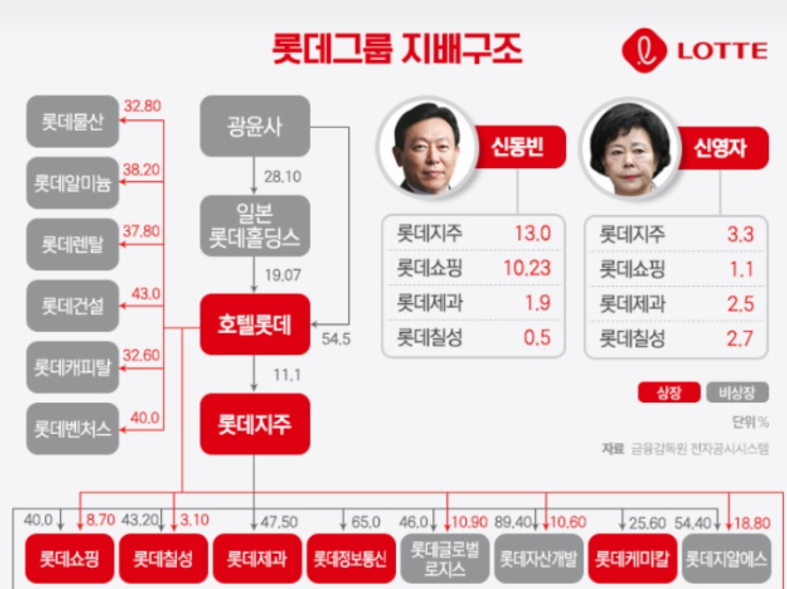 롯데그룹 지배구조
LOTTE
롯데물산
32.80
롯데알미늄
38.20
롯데렌탈
37.80
롯데건설
43.0
롯데캐피탈
32.60
롯데벤처스
40.0
광윤사
28.10
일본
롯데홀딩스
19.07
호텔롯데
54.5
11.1
롯데지주
신동빈
롯데지주 13.0
롯데쇼핑 10.23
롯데제과 1.9
롯데칠성 0.5
신영자
롯데지주 3.3
롯데쇼핑 1.1
롯데제과 2.5
롯데칠성 2.7
상장 비상장
단위 %
자료 금융감독원 전자공시시스템
40.0 8.70 43.20 3.10 47.50 65.0 46.0 10.90 89.40 10.60 25.60 54.40 18.80
롯데쇼핑
롯데칠성
롯데제과
롯데정보통신
롯데글로벌
로지스
롯데자산개발
롯데케미칼
롯데지알에스